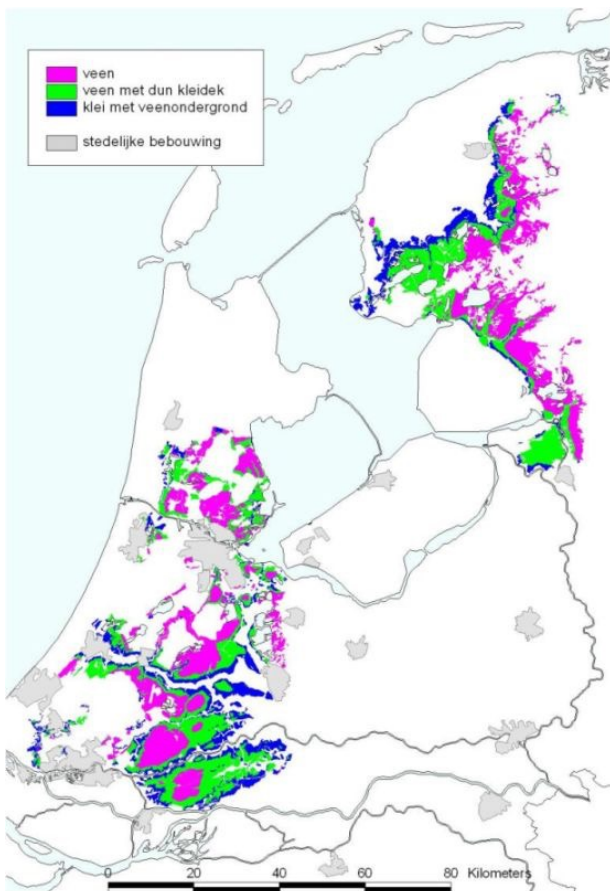 veen
veen met dun kleidek
klei met veenondergrond
stedelijke bebouwing
0 20 40 60 80 Kilometers